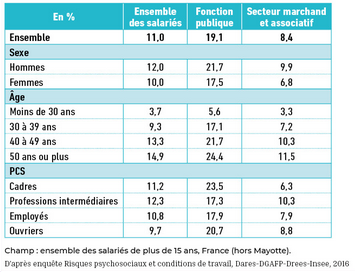 En % Ensemble des salariés Fonction publique Secteur marchand et associatif
Ensemble 11,0 19,1 8,4
Sexe
Hommes 12,0 21,7 9,9
Femmes 10,0 17,5 6,8
Âge
Moins de 30 ans 3,7 5,6 3,3
30 à 39 ans 9,3 17,1 7,2
40 à 49 ans 13,3 21,7 10,3
50 ans ou plus 14,9 24,4 11,5
PCS
Cadres 11,2 23,5 6,3
Professions intermédiaires 12,3 17,3 10,3
Employés 10,8 17,9 7,9
Ouvriers 9,7 20,7 8,8
Champ : ensemble des salariés de plus de 15 ans, France (hors Mayotte).
D'après enquête Risques psychosociaux et conditions de travail, Dares-DGAFP-Drees-Insee, 2016